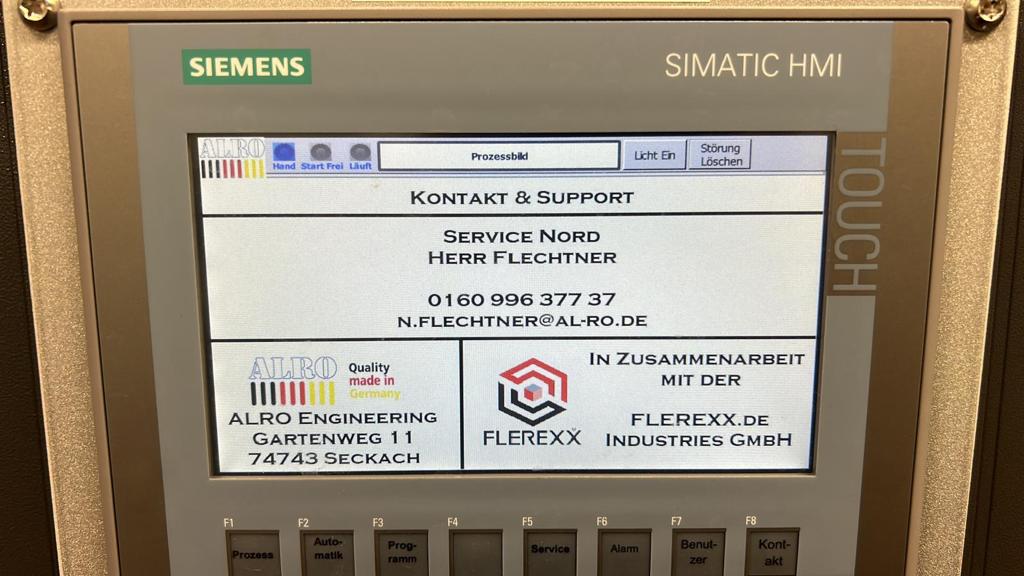 SIEMENS
SIMATIC HMI
TOUCH
ALRO
Hand Start Frei Läuft
Prozessbild
Licht Ein
Störung
Löschen
KONTAKT & SUPPORT
SERVICE NORD
HERR FLECHTNER
0160 996 377 37
N.FLECHTNER@AL-RO.DE
ALRO
Quality
made in
Germany
ALRO ENGINEERING
GARTENWEG 11
74743 SECKACH
FLEREXX
IN ZUSAMMENARBEIT
MIT DER
FLEREXX.DE
INDUSTRIES GMBH
F1 F2 F3 F4 F5 F6 F7 F8
Prozess
Auto-
matik
Prog-
ramm
Service
Alarm
Benut-
zer
Kont-
akt